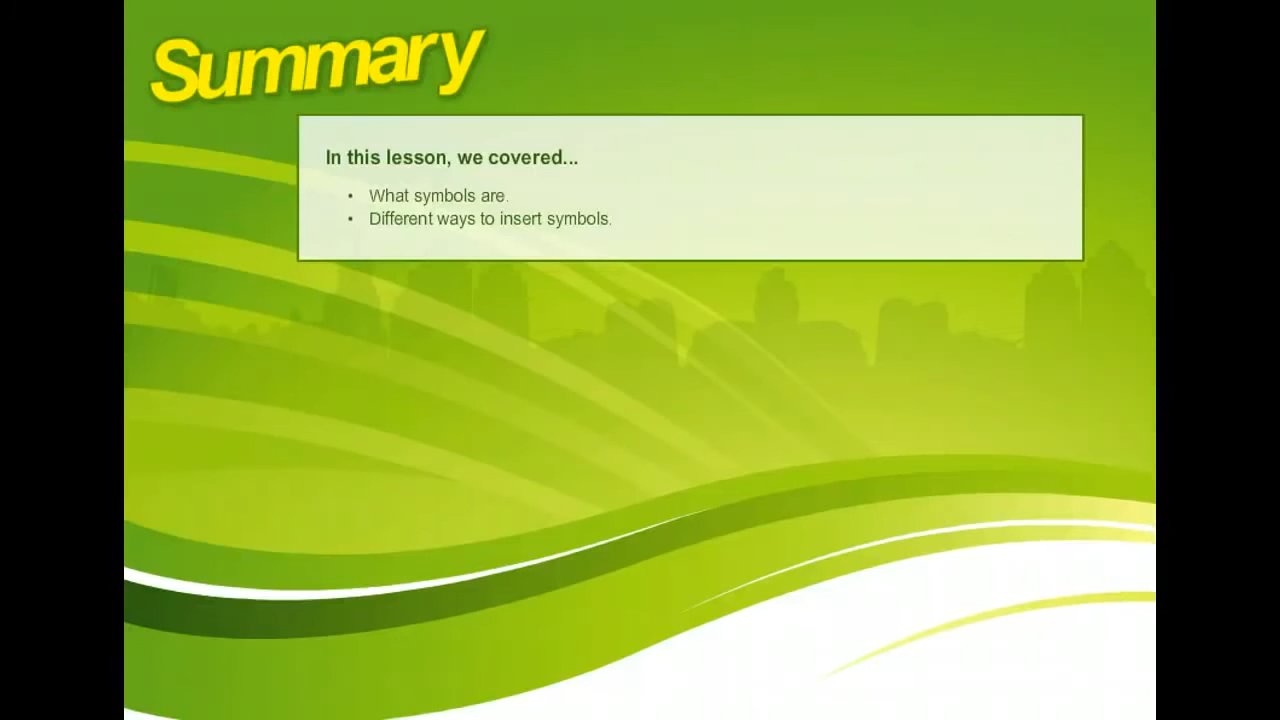 Summary
In this lesson, we covered...
• What symbols are.
• Different ways to insert symbols.